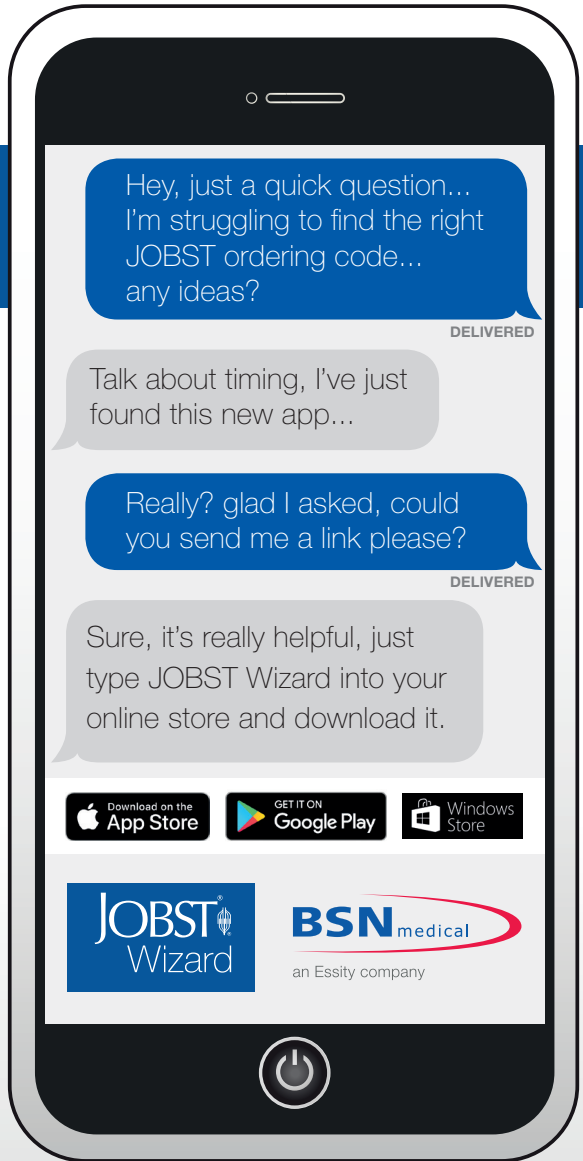 Hey, just a quick question...
I'm struggling to find the right
JOBST ordering code...
any ideas?
DELIVERED
Talk about timing, I've just
found this new app...
Really? glad I asked, could
you send me a link please?
DELIVERED
Sure, it's really helpful, just
type JOBST Wizard into your
online store and download it.
Download on the
App Store
GET IT ON
Google Play
Windows
Store
JOBST®
Wizard
BSN medical
an Essity company